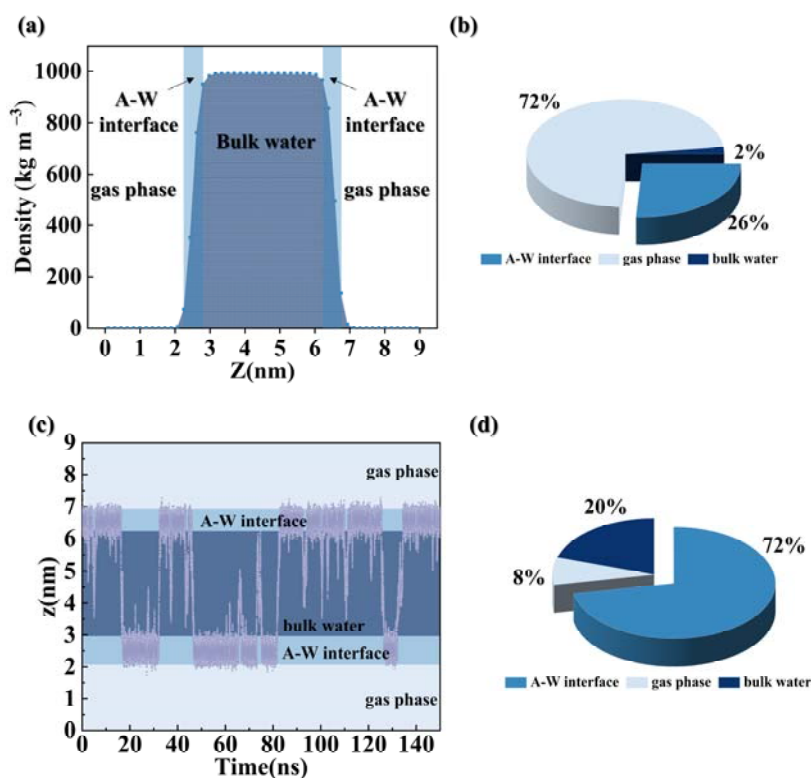 (a)
Density (kg m⁻³)
1000
800
600
400
200
0
A-W
interface
A-W
interface
Bulk water
gas phase
gas phase
0 1 2 3 4 5 6 7 8 9
Z(nm)
(b)
72%
2%
26%
A-W interface gas phase bulk water
(c)
z(nm)
9
8
7
6
5
4
3
2
1
0
gas phase
A-W interface
bulk water
A-W interface
gas phase
0 20 40 60 80 100 120 140
Time(ns)
(d)
20%
72%
8%
A-W interface gas phase bulk water